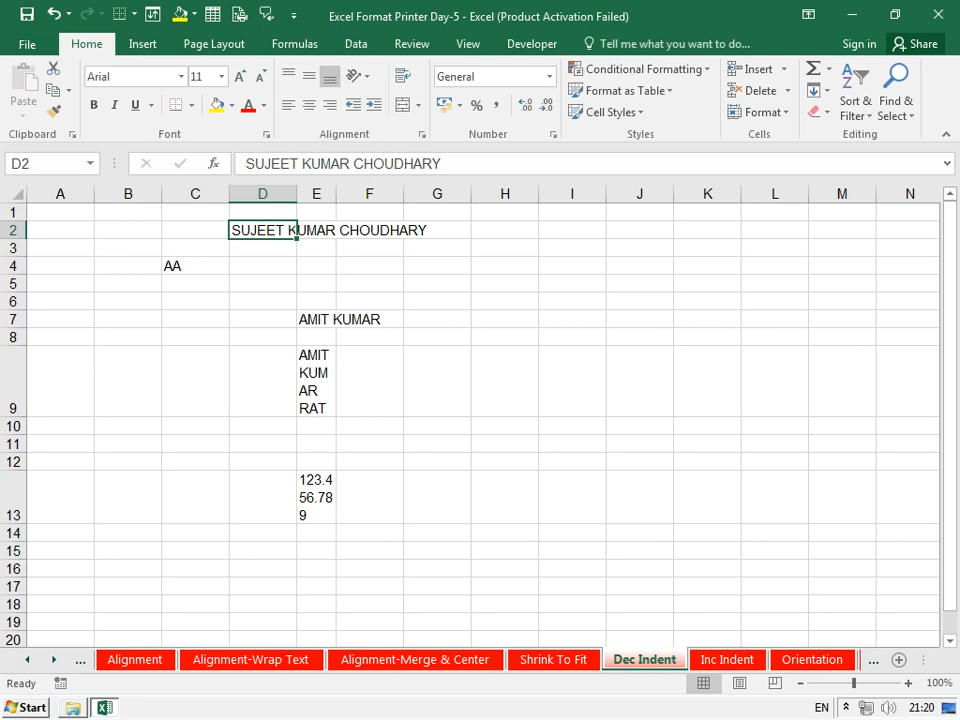 Excel Format Printer Day-5 - Excel (Product Activation Failed)
File Home Insert Page Layout Formulas Data Review View Developer Tell me what you want to do... Sign in Share
Paste
Arial 11 A A
B I U A
General
% ,
Conditional Formatting
Format as Table
Cell Styles
Insert
Delete
Format
Sort & Filter
Find & Select
Clipboard Font Alignment Number Styles Cells Editing
D2 fx SUJEET KUMAR CHOUDHARY
A B C D E F G H I J K L M N
1
2 SUJEET KUMAR CHOUDHARY
3
4 AA
5
6
7 AMIT KUMAR
8
AMIT
KUM
AR
9 RAT
10
11
12
123.4
56.78
13 9
14
15
16
17
18
19
20
... Alignment Alignment-Wrap Text Alignment-Merge & Center Shrink To Fit Dec Indent Inc Indent Orientation ...
Ready 100%
Start EN 21:20